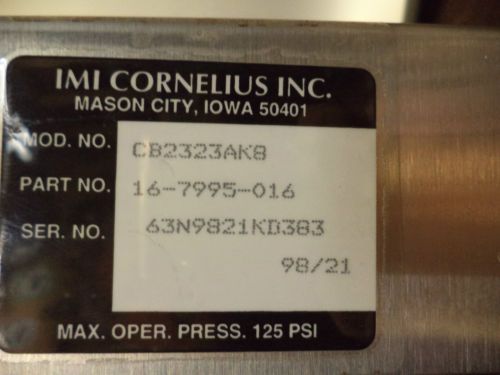 IMI CORNELIUS INC.
MASON CITY, IOWA 50401
MOD. NO. CB2323AK8
PART NO. 16-7995-016
SER. NO. 63N9821KD383
98/21
MAX. OPER. PRESS. 125 PSI